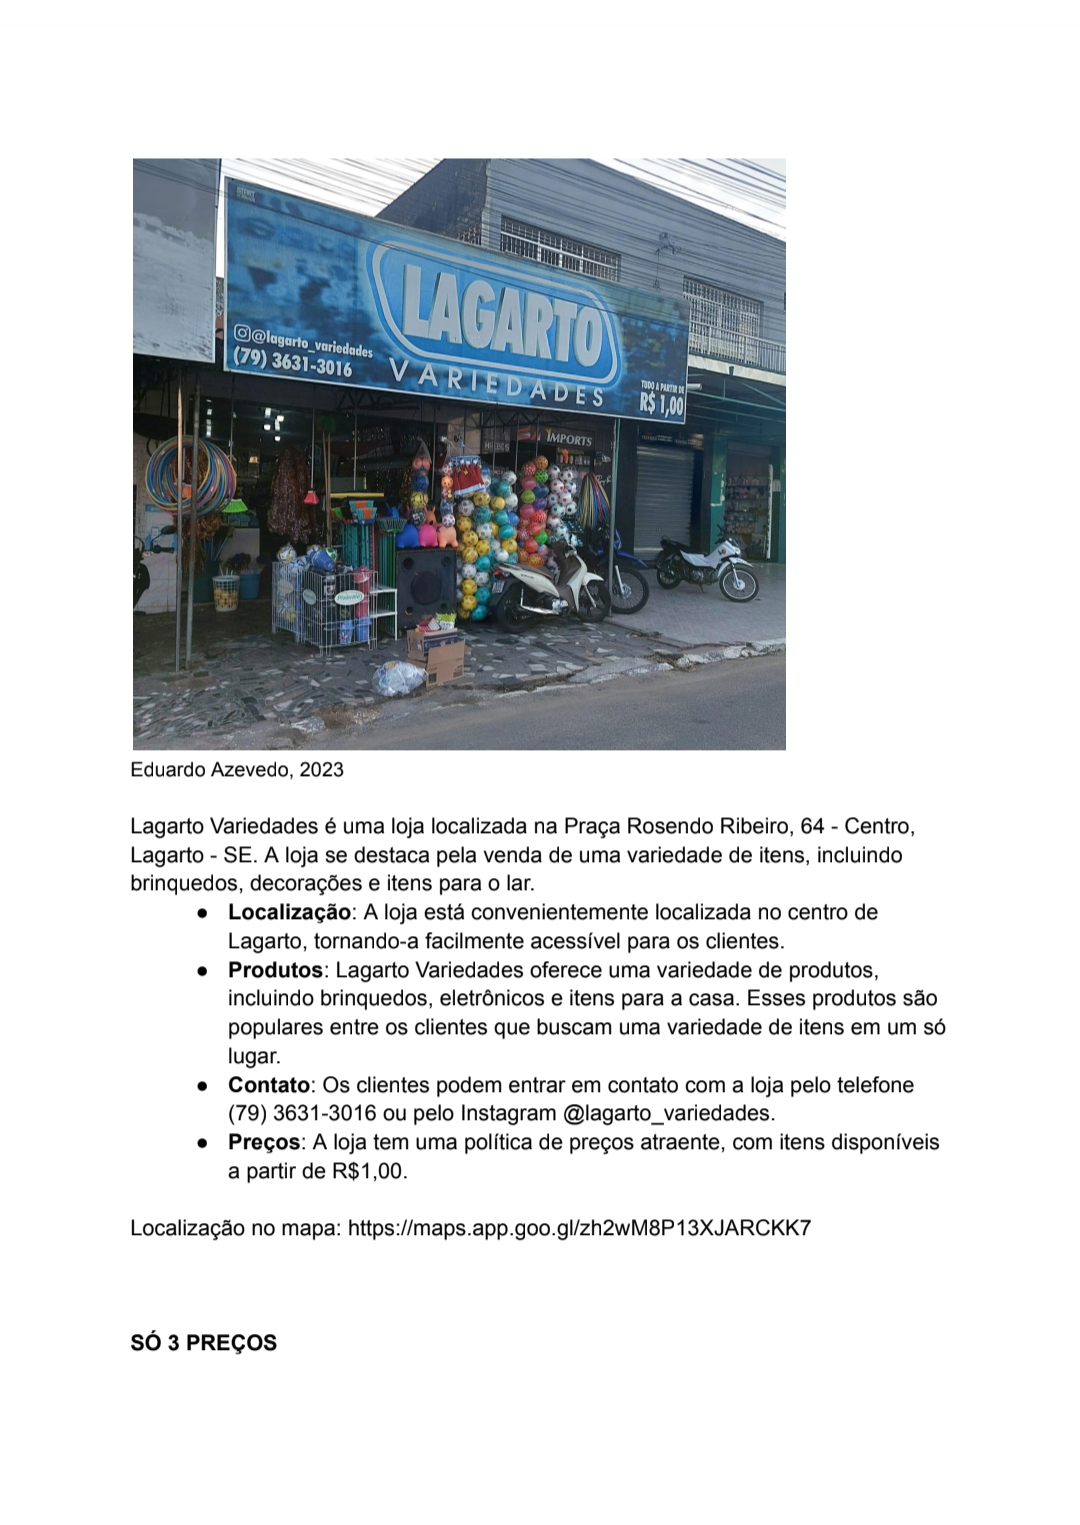 LAGARTO
@lagarto_variedades
(79) 3631-3016
VARIEDADES
TUDO A PARTIR DE
R$ 1,00
IMPORTS
Eduardo Azevedo, 2023
Lagarto Variedades é uma loja localizada na Praça Rosendo Ribeiro, 64 - Centro,
Lagarto - SE. A loja se destaca pela venda de uma variedade de itens, incluindo
brinquedos, decorações e itens para o lar.
● Localização: A loja está convenientemente localizada no centro de
Lagarto, tornando-a facilmente acessível para os clientes.
● Produtos: Lagarto Variedades oferece uma variedade de produtos,
incluindo brinquedos, eletrônicos e itens para a casa. Esses produtos são
populares entre os clientes que buscam uma variedade de itens em um só
lugar.
● Contato: Os clientes podem entrar em contato com a loja pelo telefone
(79) 3631-3016 ou pelo Instagram @lagarto_variedades.
● Preços: A loja tem uma política de preços atraente, com itens disponíveis
a partir de R$1,00.
Localização no mapa: https://maps.app.goo.gl/zh2wM8P13XJARCKK7
SÓ 3 PREÇOS